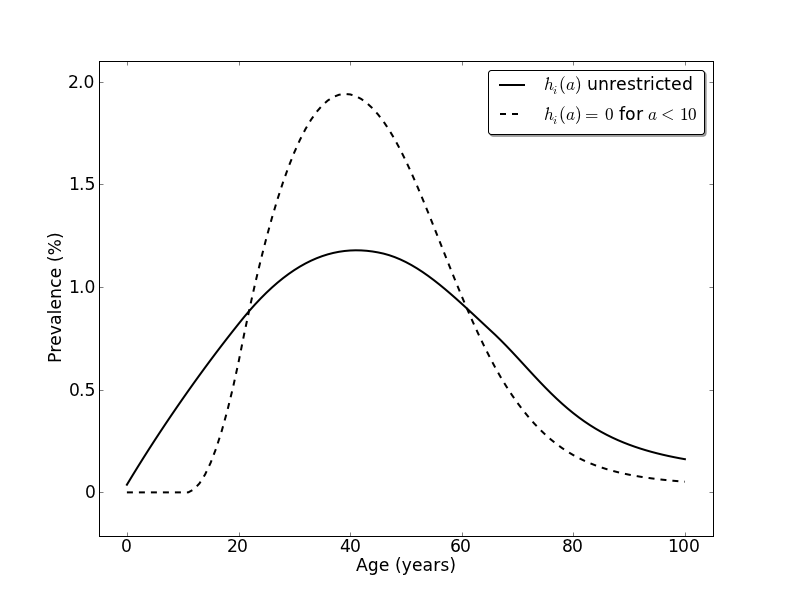 2.0
1.5
1.0
0.5
0
Prevalence (%)
0 20 40 60 80 100
Age (years)
hᵢ(a) unrestricted
hᵢ(a) = 0 for a < 10